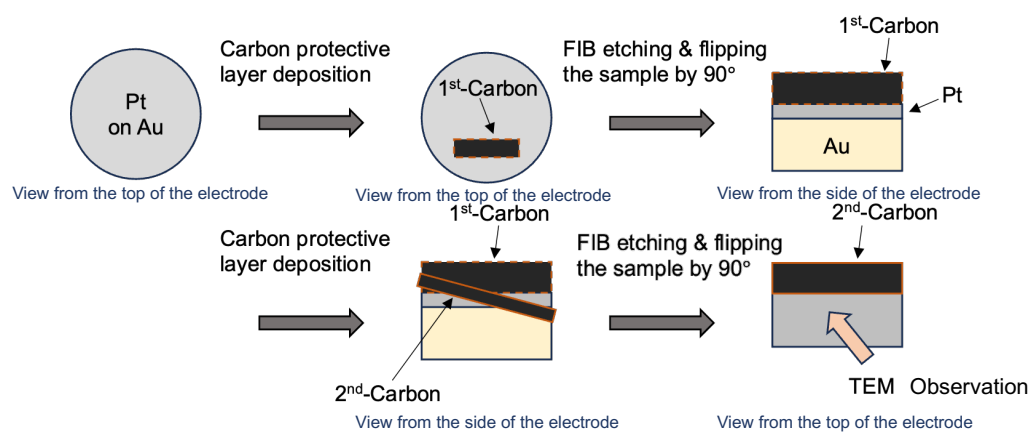 Pt
on Au
View from the top of the electrode
Carbon protective
layer deposition
1st-Carbon
View from the top of the electrode
FIB etching & flipping
the sample by 90°
1st-Carbon
Pt
Au
View from the side of the electrode
Carbon protective
layer deposition
1st-Carbon
2nd-Carbon
View from the side of the electrode
FIB etching & flipping
the sample by 90°
2nd-Carbon
TEM Observation
View from the top of the electrode